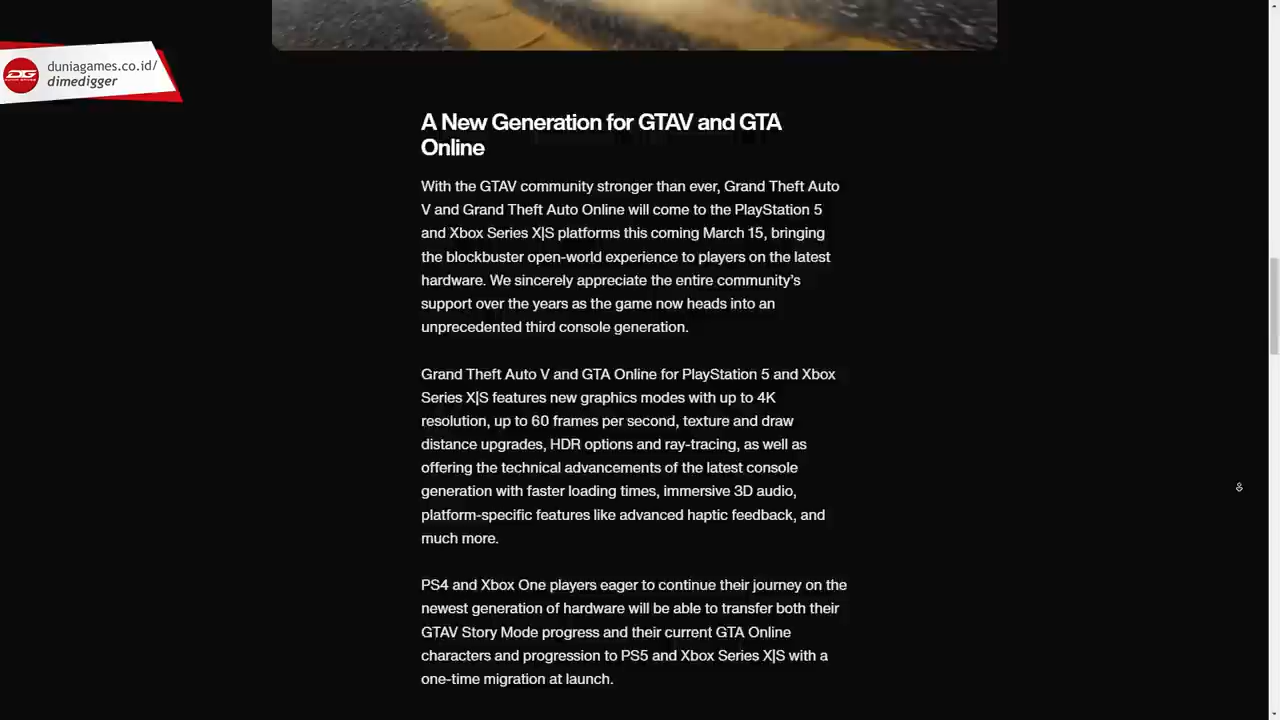 duniagames.co.id/
dimedigger
DG
A New Generation for GTAV and GTA
Online
With the GTAV community stronger than ever, Grand Theft Auto
V and Grand Theft Auto Online will come to the PlayStation 5
and Xbox Series X|S platforms this coming March 15, bringing
the blockbuster open-world experience to players on the latest
hardware. We sincerely appreciate the entire community's
support over the years as the game now heads into an
unprecedented third console generation.
Grand Theft Auto V and GTA Online for PlayStation 5 and Xbox
Series X|S features new graphics modes with up to 4K
resolution, up to 60 frames per second, texture and draw
distance upgrades, HDR options and ray-tracing, as well as
offering the technical advancements of the latest console
generation with faster loading times, immersive 3D audio,
platform-specific features like advanced haptic feedback, and
much more.
PS4 and Xbox One players eager to continue their journey on the
newest generation of hardware will be able to transfer both their
GTAV Story Mode progress and their current GTA Online
characters and progression to PS5 and Xbox Series X|S with a
one-time migration at launch.